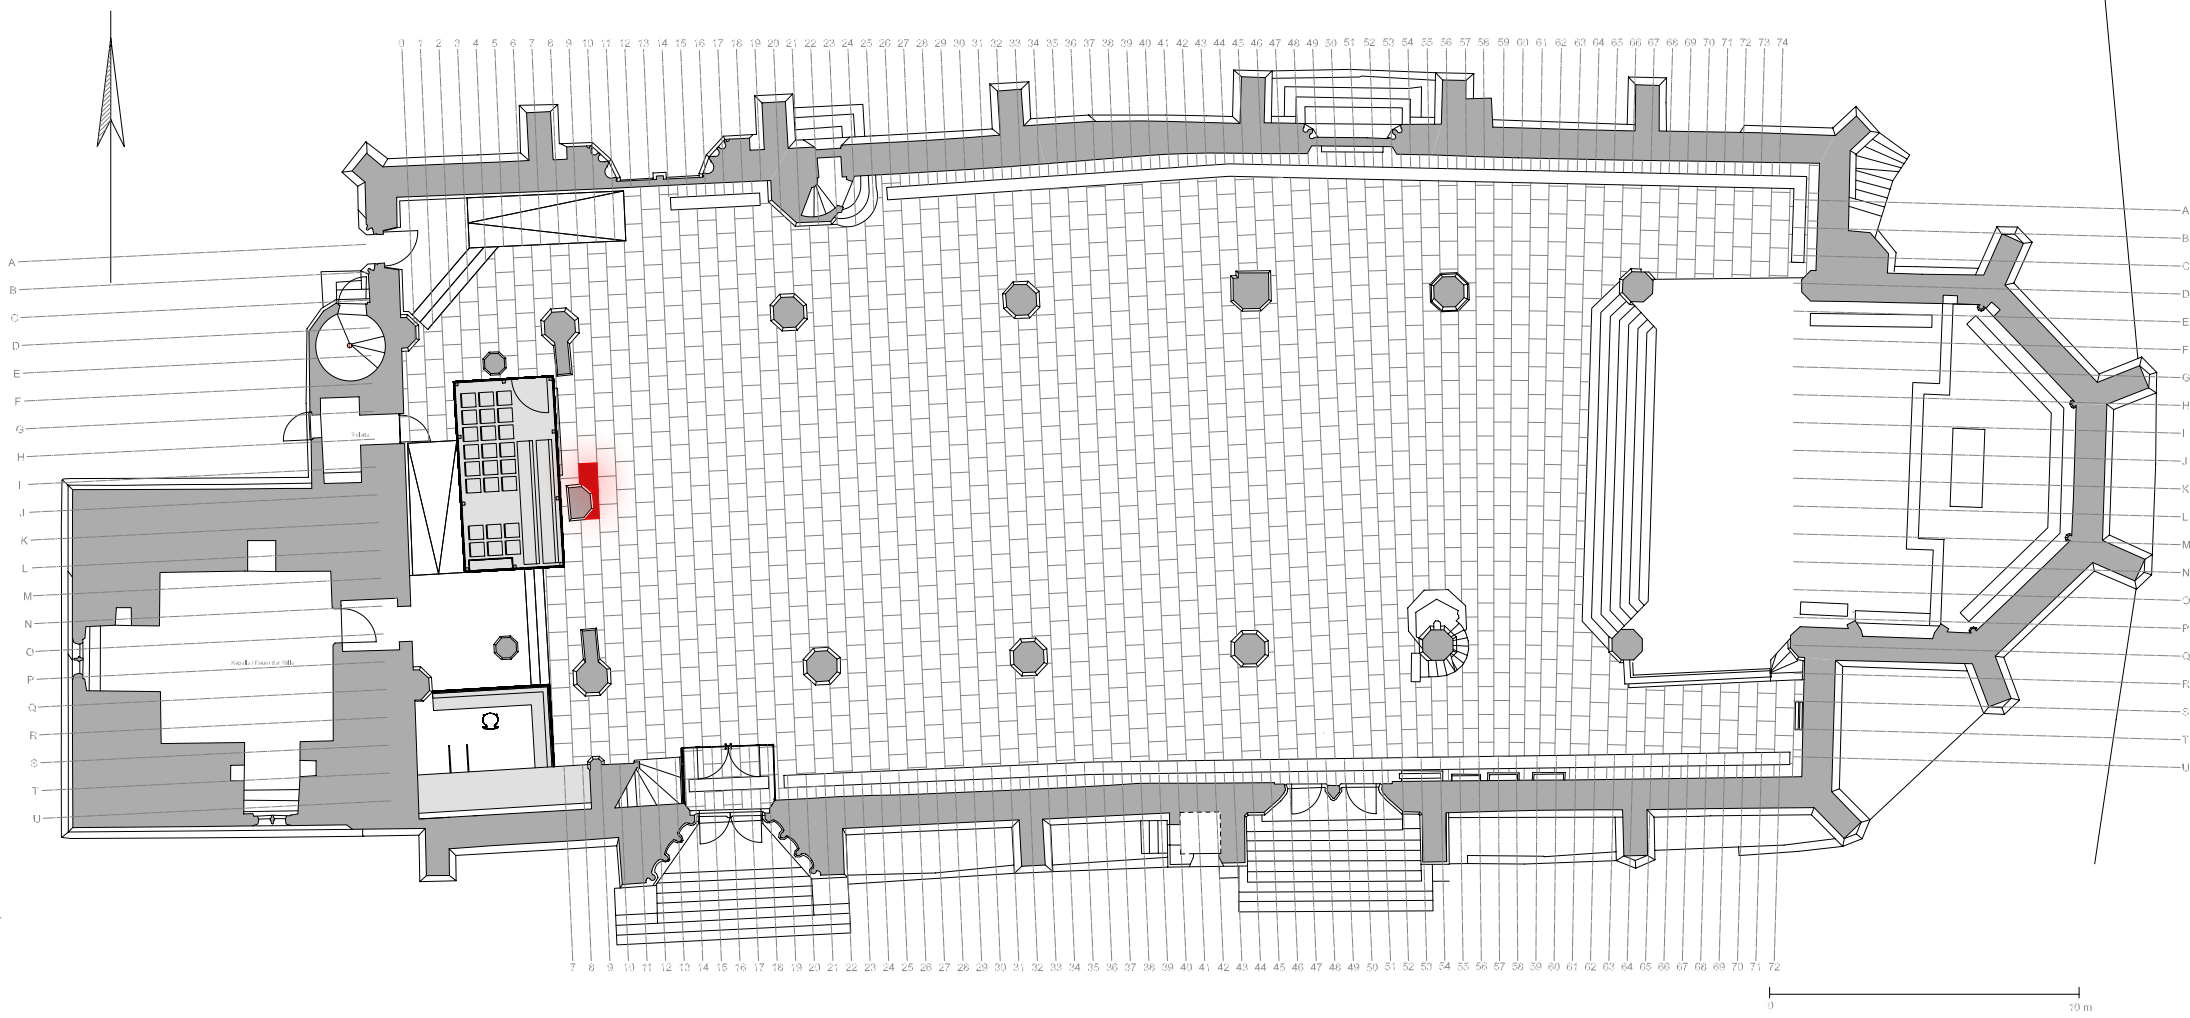 0 1 2 3 4 5 6 7 8 9 10 11 12 13 14 15 16 17 18 19 20 21 22 23 24 25 26 27 28 29 30 31 32 33 34 35 36 37 38 39 40 41 42 43 44 45 46 47 48 49 50 51 52 53 54 55 56 57 58 59 60 61 62 63 64 65 66 67 68 69 70 71 72 73 74
A
B
C
D
E
F
G
H
I
J
K
L
M
N
O
P
Q
R
S
T
U
A
B
C
D
E
F
G
H
I
J
K
L
M
N
O
P
Q
R
S
T
U
7 8 9 10 11 12 13 14 15 16 17 18 19 20 21 22 23 24 25 26 27 28 29 30 31 32 33 34 35 36 37 38 39 40 41 42 43 44 45 46 47 48 49 50 51 52 53 54 55 56 57 58 59 60 61 62 63 64 65 66 67 68 69 70 71 72
0 10 m